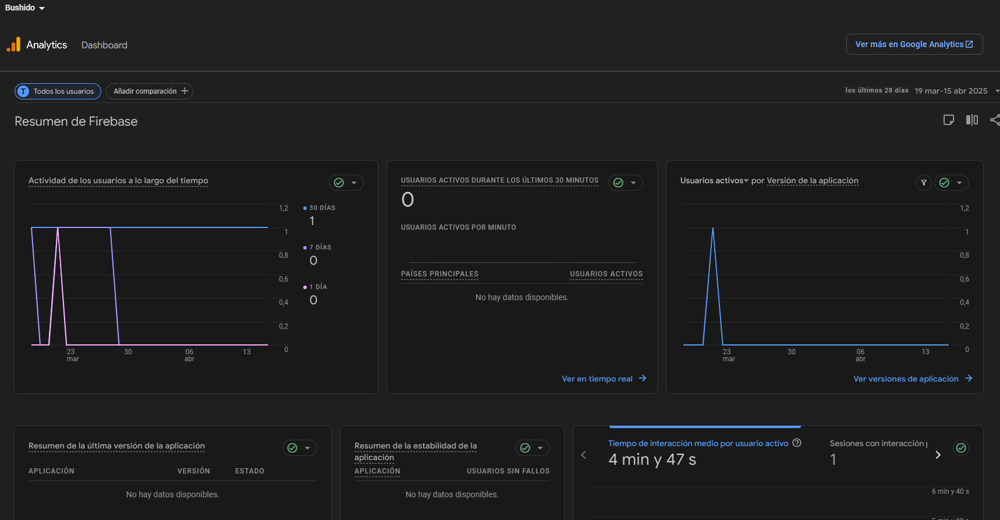 Bushido
Analytics Dashboard
Ver más en Google Analytics
T Todos los usuarios
Añadir comparación
los últimos 28 días 19 mar-15 abr 2025
Resumen de Firebase
Actividad de los usuarios a lo largo del tiempo
1,2
1
0,8
0,6
0,4
0,2
0
23
mar
30
06
abr
13
30 DÍAS
1
7 DÍAS
0
1 DÍA
0
USUARIOS ACTIVOS DURANTE LOS ÚLTIMOS 30 MINUTOS
0
USUARIOS ACTIVOS POR MINUTO
PAÍSES PRINCIPALES USUARIOS ACTIVOS
No hay datos disponibles.
Ver en tiempo real
Usuarios activos por Versión de la aplicación
1,2
1
0,8
0,6
0,4
0,2
0
23
mar
30
06
abr
13
Ver versiones de aplicación
Resumen de la última versión de la aplicación
APLICACIÓN VERSIÓN ESTADO
No hay datos disponibles.
Resumen de la estabilidad de la
aplicación
APLICACIÓN USUARIOS SIN FALLOS
No hay datos disponibles.
Tiempo de interacción medio por usuario activo
4 min y 47 s
Sesiones con interacción
1
6 min y 40 s